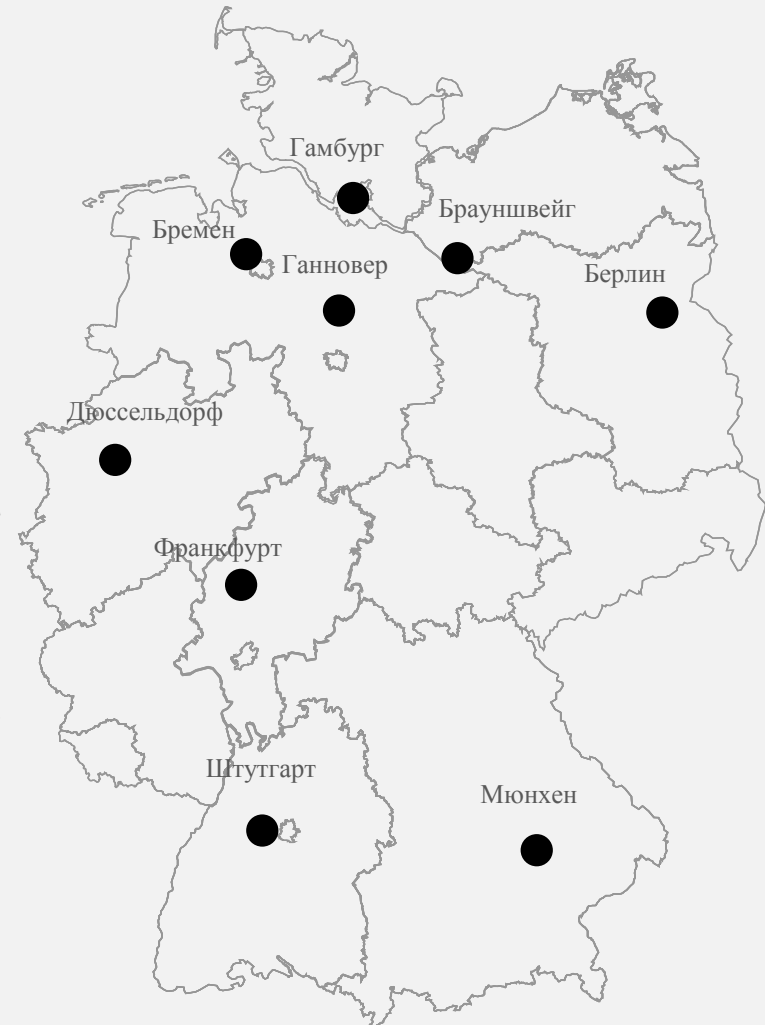 Гамбург
Брауншвейг
Бремен
Ганновер
Берлин
Дюссельдорф
Франкфурт
Штутгарт
Мюнхен